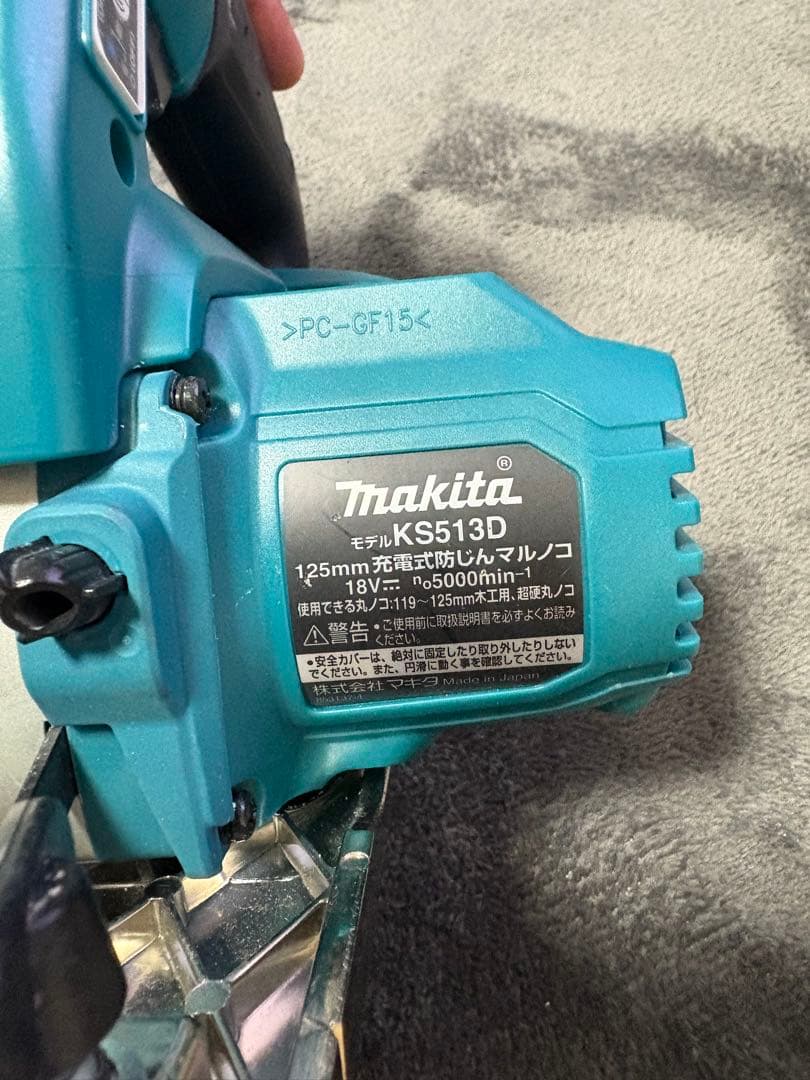 >PC-GF15<
makita®
モデルKS513D
125mm充電式防じんマルノコ
18V⎓ n₀5000min⁻¹
使用できる丸ノコ:119〜125mm木工用、超硬丸ノコ
⚠警告 •ご使用前に取扱説明書を必ずよくお読み
ください。
•安全カバーは、絶対に固定したり取り外したりしない
でください。また、円滑に動く事を確認してください。
株式会社 マキタ Made in Japan